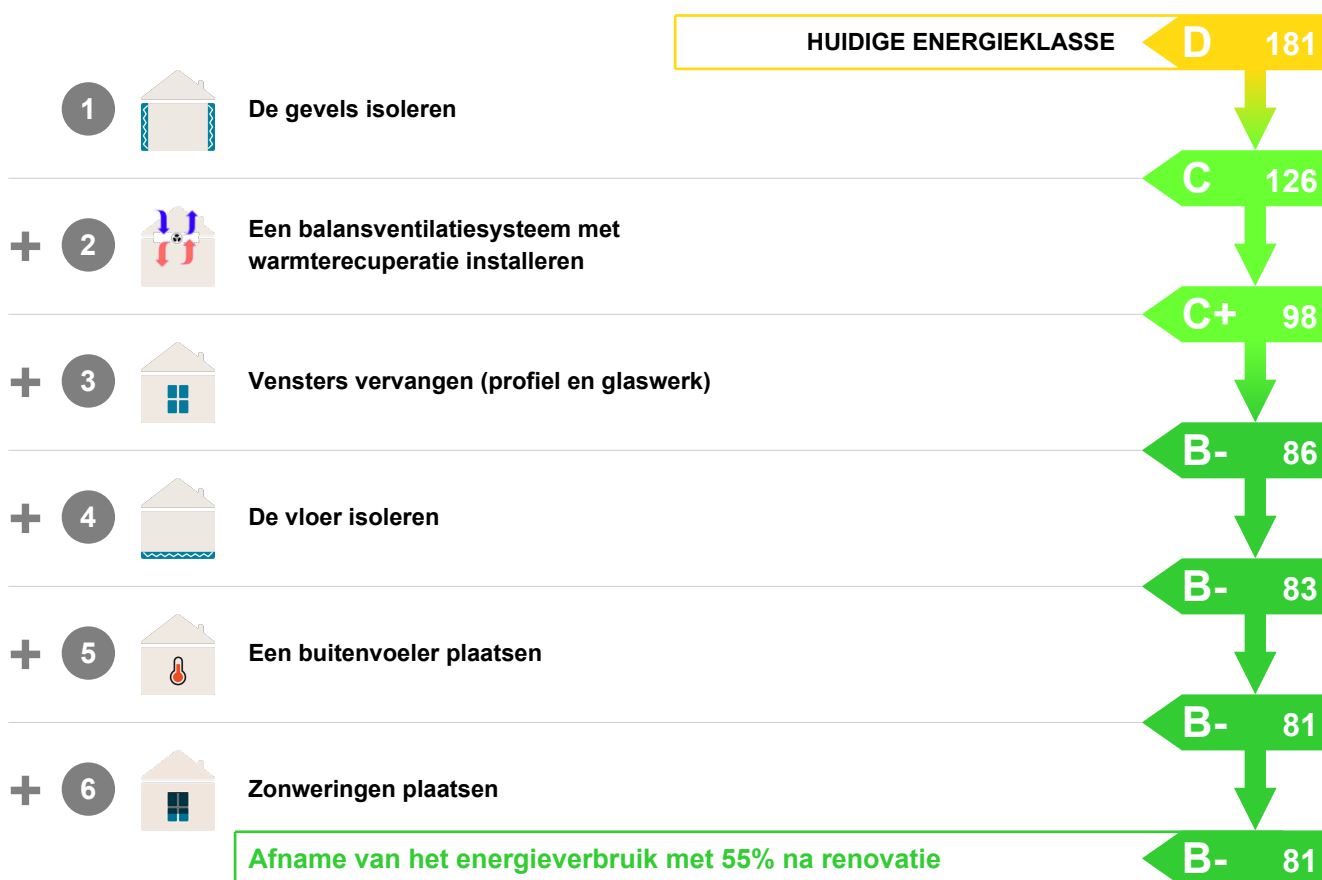 HUIDIGE ENERGIEKLASSE D 181
1 De gevels isoleren
C 126
+ 2 Een balansventilatiesysteem met
warmterecuperatie installeren
C+ 98
+ 3 Vensters vervangen (profiel en glaswerk)
B- 86
+ 4 De vloer isoleren
B- 83
+ 5 Een buitenvoeler plaatsen
B- 81
+ 6 Zonweringen plaatsen
Afname van het energieverbruik met 55% na renovatie B- 81